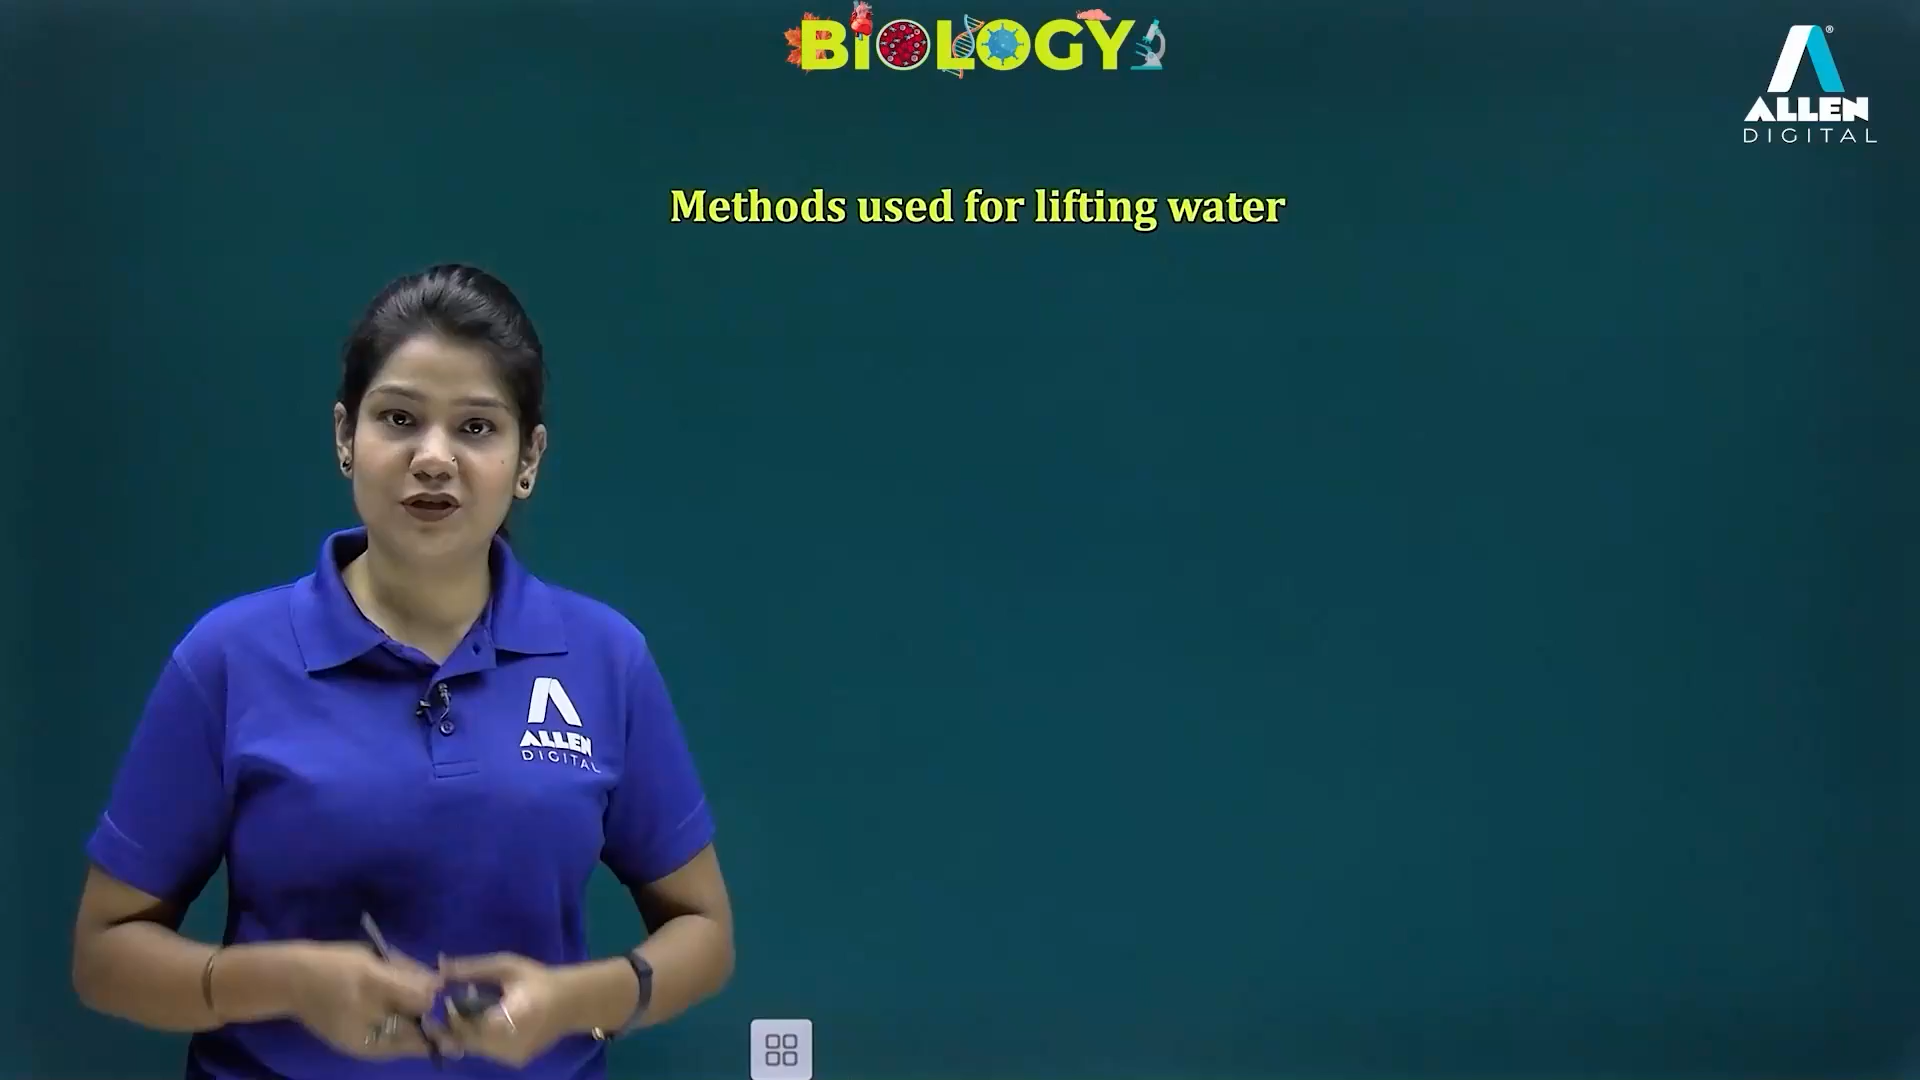 BIOLOGY
ALLEN
DIGITAL
Methods used for lifting water
ALLEN
DIGITAL